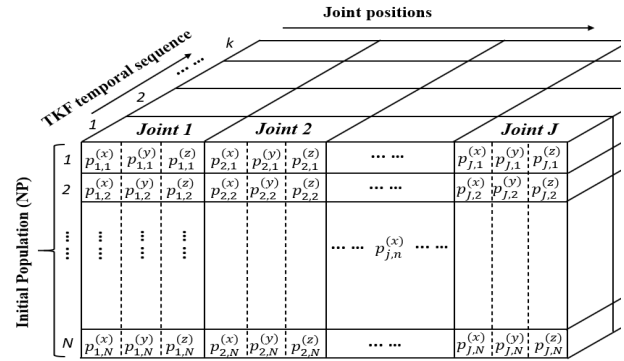 Joint positions
TKF temporal sequence
1 2 ... ... k
Joint 1 Joint 2 Joint J
Initial Population (NP)
1 p_{1,1}^{(x)} p_{1,1}^{(y)} p_{1,1}^{(z)} p_{2,1}^{(x)} p_{2,1}^{(y)} p_{2,1}^{(z)} ... ... p_{J,1}^{(x)} p_{J,1}^{(y)} p_{J,1}^{(z)}
2 p_{1,2}^{(x)} p_{1,2}^{(y)} p_{1,2}^{(z)} p_{2,2}^{(x)} p_{2,2}^{(y)} p_{2,2}^{(z)} ... ... p_{J,2}^{(x)} p_{J,2}^{(y)} p_{J,2}^{(z)}
... ... p_{j,n}^{(x)} ... ...
N p_{1,N}^{(x)} p_{1,N}^{(y)} p_{1,N}^{(z)} p_{2,N}^{(x)} p_{2,N}^{(y)} p_{2,N}^{(z)} ... ... p_{J,N}^{(x)} p_{J,N}^{(y)} p_{J,N}^{(z)}